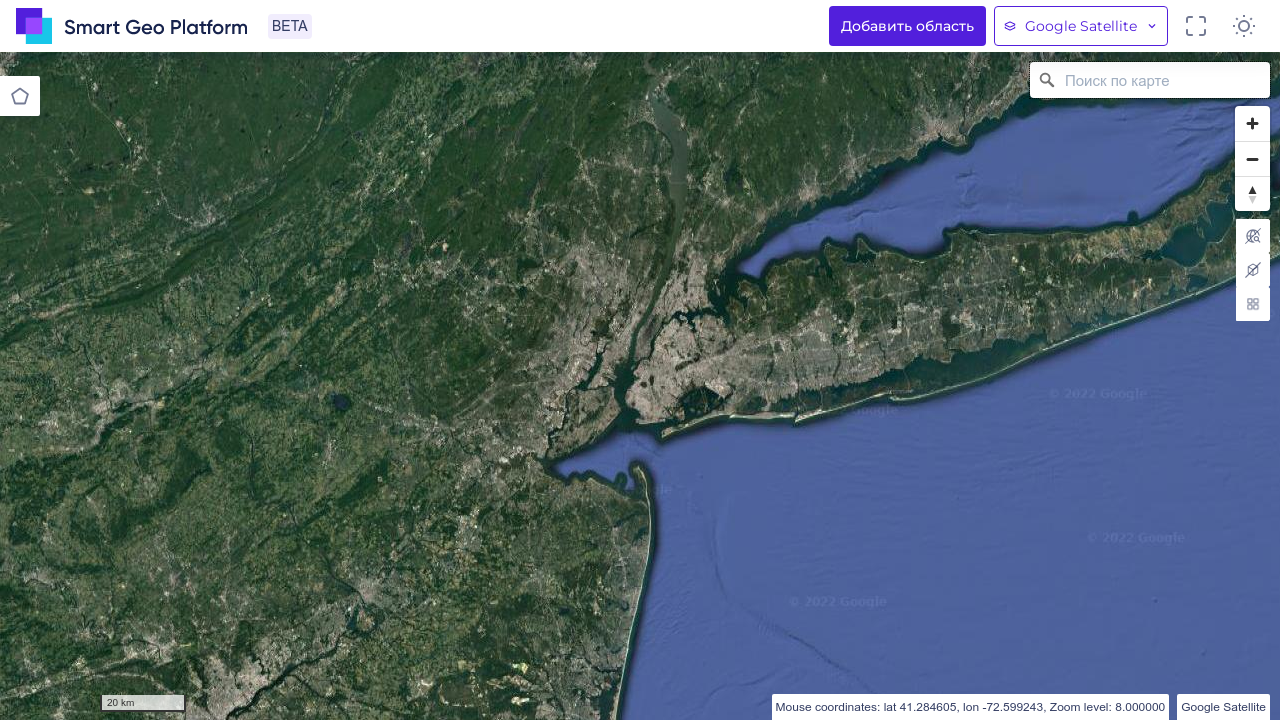 Smart Geo Platform
BETA
Добавить область
Google Satellite
Поиск по карте
© 2022 Google
Google
© 2022 Google
© 2022 Google
20 km
Mouse coordinates: lat 41.284605, lon -72.599243, Zoom level: 8.000000
Google Satellite